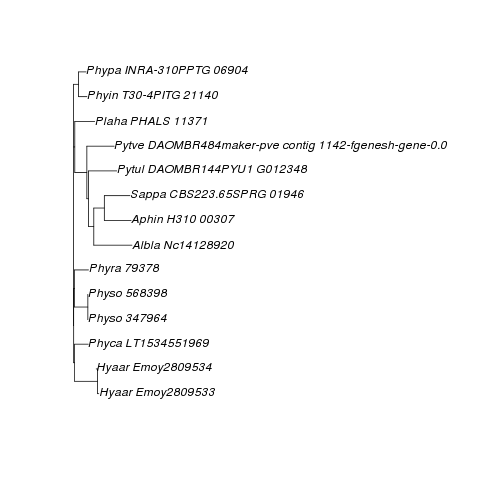 Phypa INRA-310PPTG 06904
Phyin T30-4PITG 21140
Plaha PHALS 11371
Pytve DAOMBR484maker-pve contig 1142-fgenesh-gene-0.0
Pytul DAOMBR144PYU1 G012348
Sappa CBS223.65SPRG 01946
Aphin H310 00307
Albla Nc14128920
Phyra 79378
Physo 568398
Physo 347964
Phyca LT1534551969
Hyaar Emoy2809534
Hyaar Emoy2809533